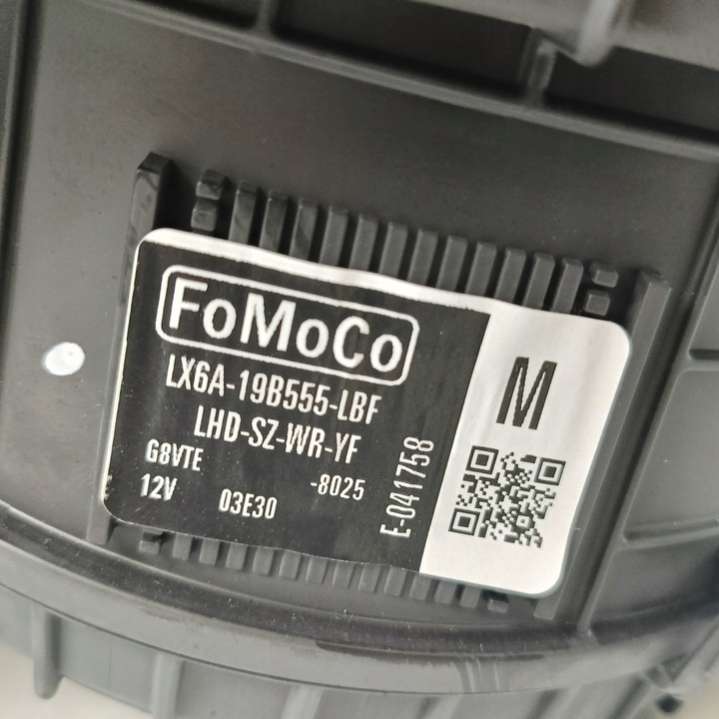 FoMoCo
LX6A-19B555-LBF
LHD-SZ-WR-YF
G8VTE -8025
12V 03E30
E-041758
M